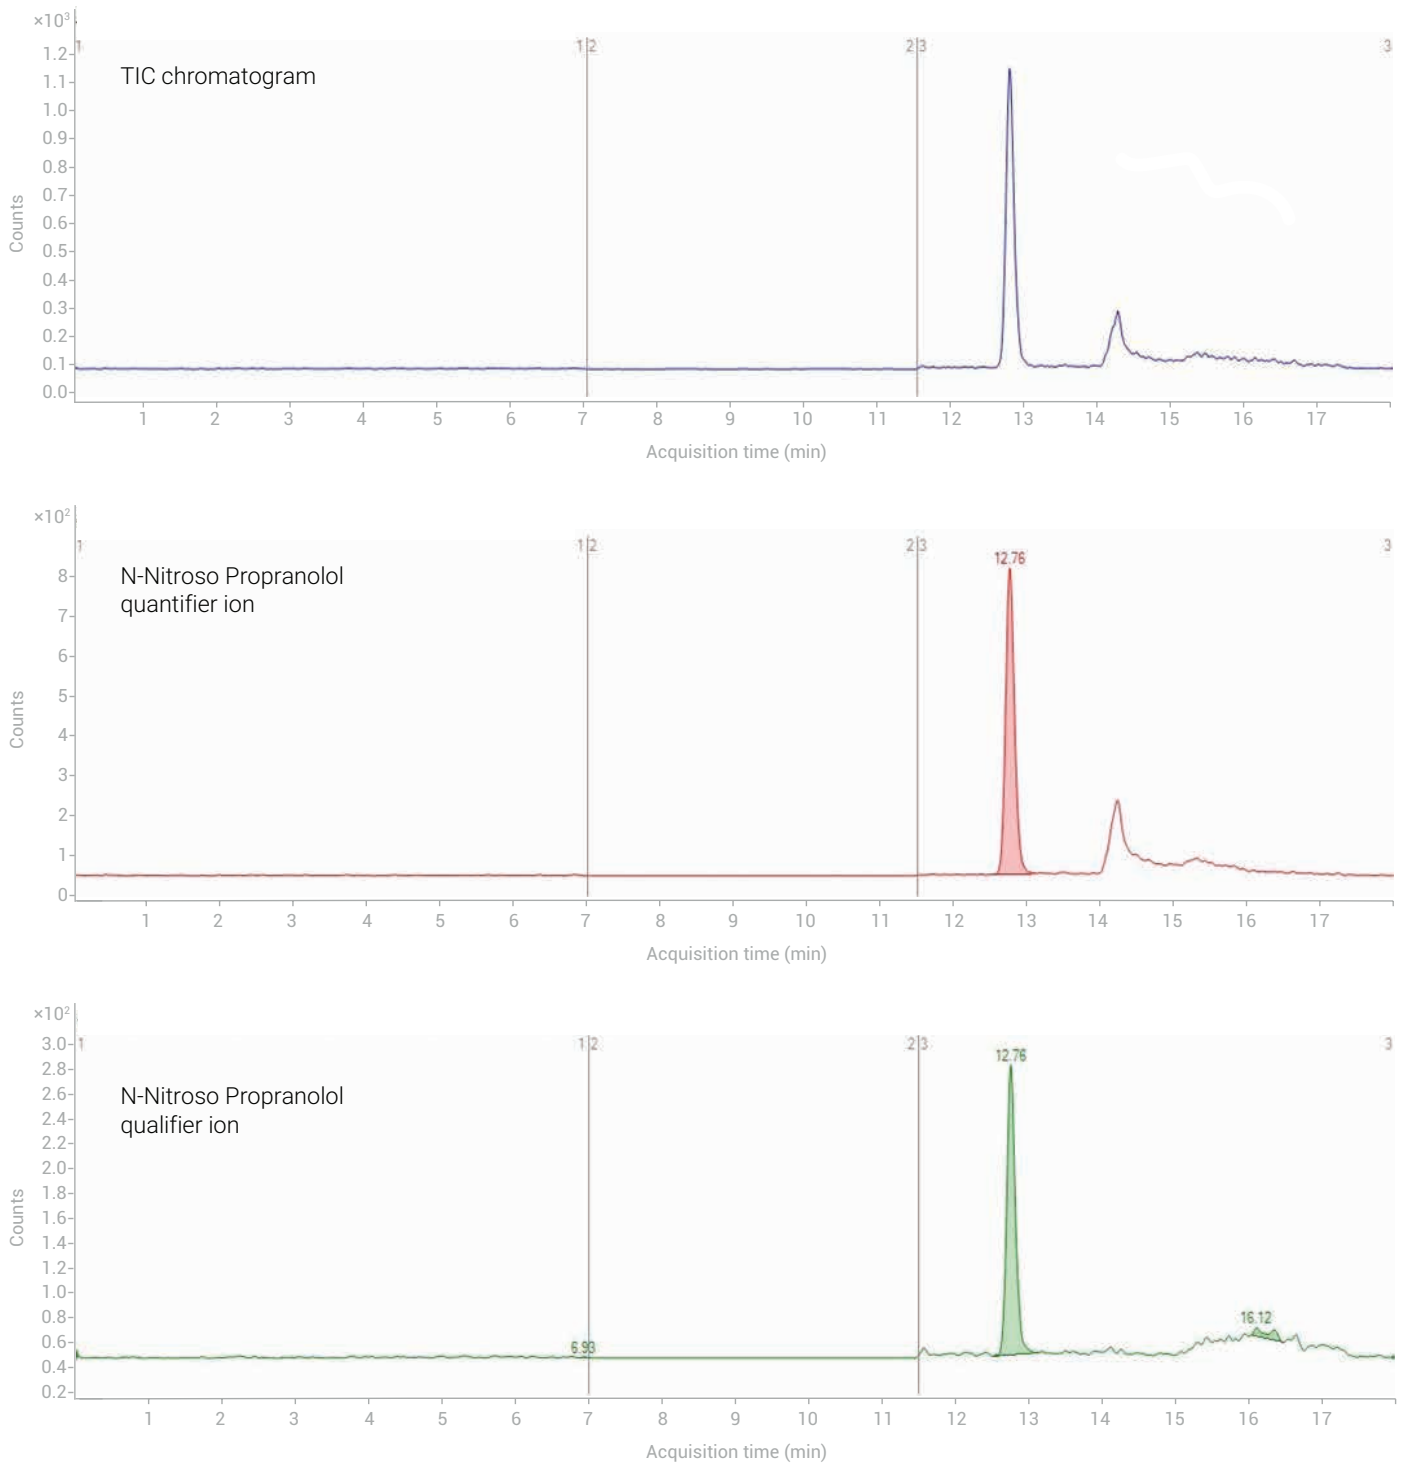 ×10³
1 1 2 2 3 3
TIC chromatogram
1.2
1.1
1.0
0.9
0.8
0.7
0.6
0.5
0.4
0.3
0.2
0.1
0.0
Counts
1 2 3 4 5 6 7 8 9 10 11 12 13 14 15 16 17
Acquisition time (min)
×10²
1 1 2 2 3 3
12.76
N-Nitroso Propranolol
quantifier ion
8
7
6
5
4
3
2
1
0
Counts
1 2 3 4 5 6 7 8 9 10 11 12 13 14 15 16 17
Acquisition time (min)
×10²
1 1 2 2 3 3
12.76
N-Nitroso Propranolol
qualifier ion
3.0
2.8
2.6
2.4
2.2
2.0
1.8
1.6
1.4
1.2
1.0
0.8
0.6
0.4
0.2
Counts
16.12
6.93
1 2 3 4 5 6 7 8 9 10 11 12 13 14 15 16 17
Acquisition time (min)